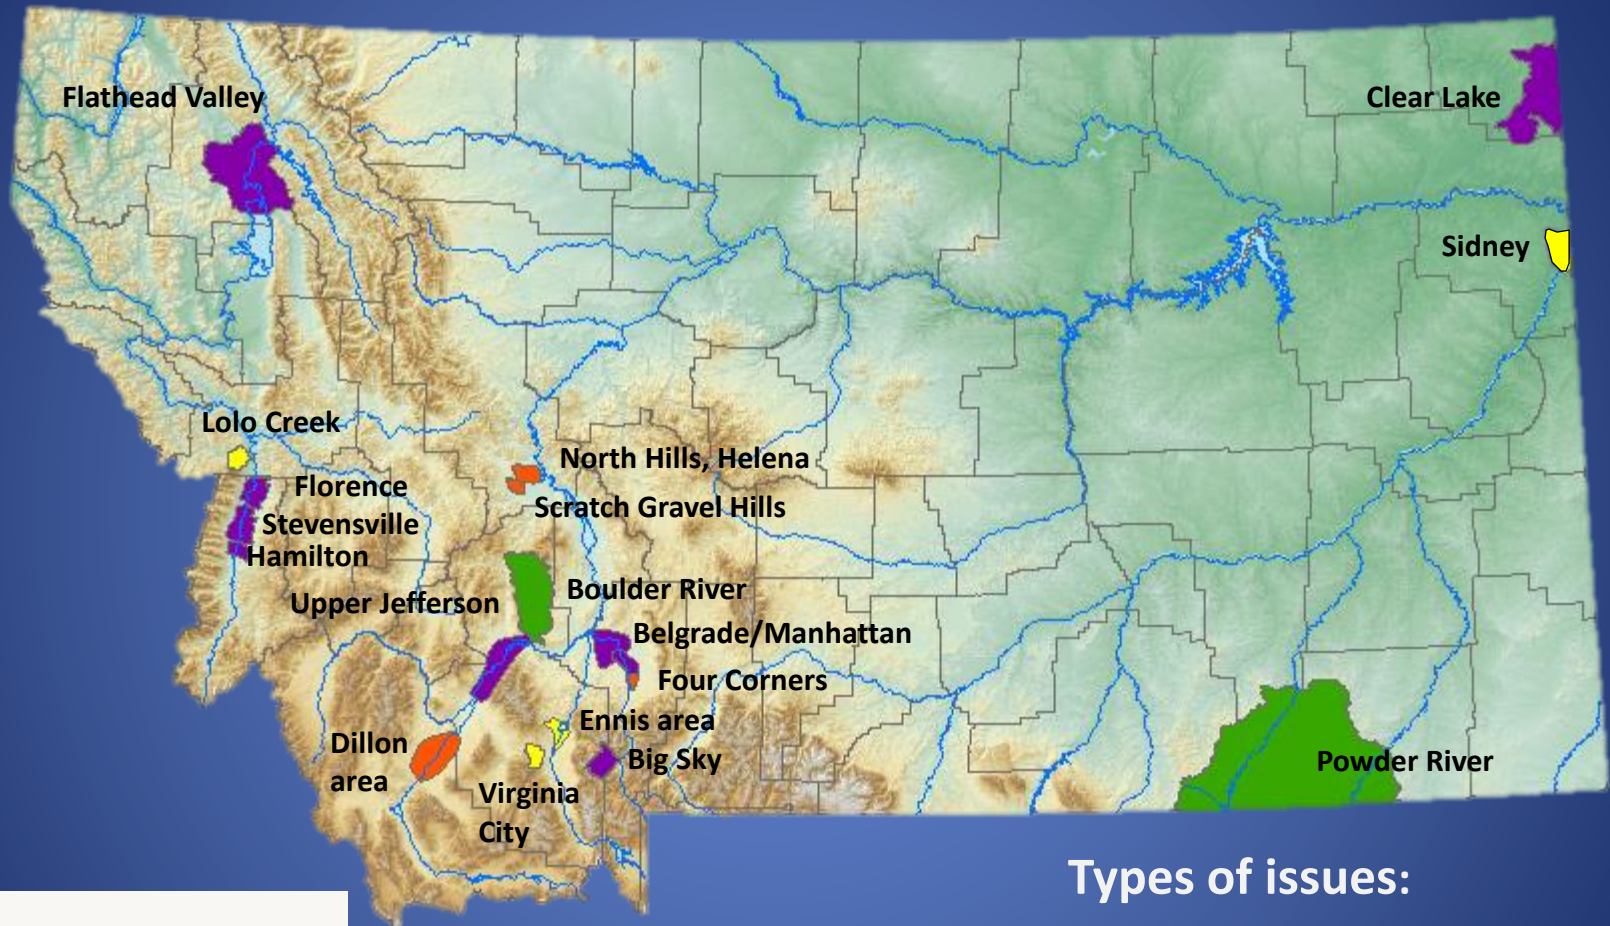 Flathead Valley
Clear Lake
Sidney
Lolo Creek
North Hills, Helena
Florence
Scratch Gravel Hills
Stevensville
Hamilton
Boulder River
Upper Jefferson
Belgrade/Manhattan
Four Corners
Ennis area
Dillon
area
Big Sky
Powder River
Virginia
City
Types of issues: